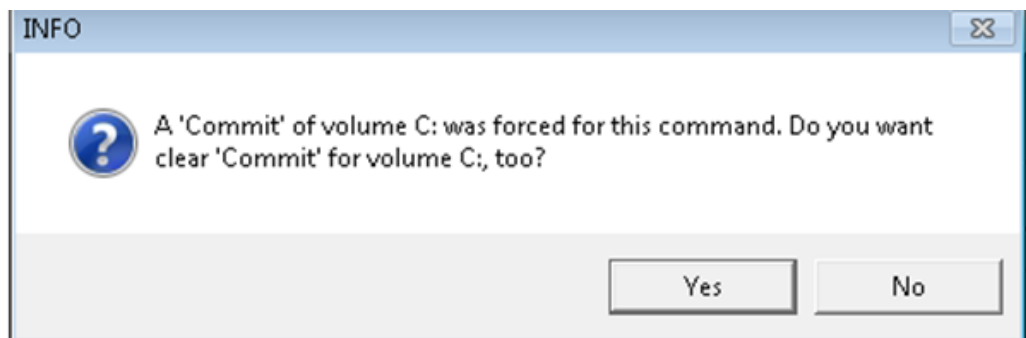 INFO
A 'Commit' of volume C: was forced for this command. Do you want
clear 'Commit' for volume C:, too?
Yes
No